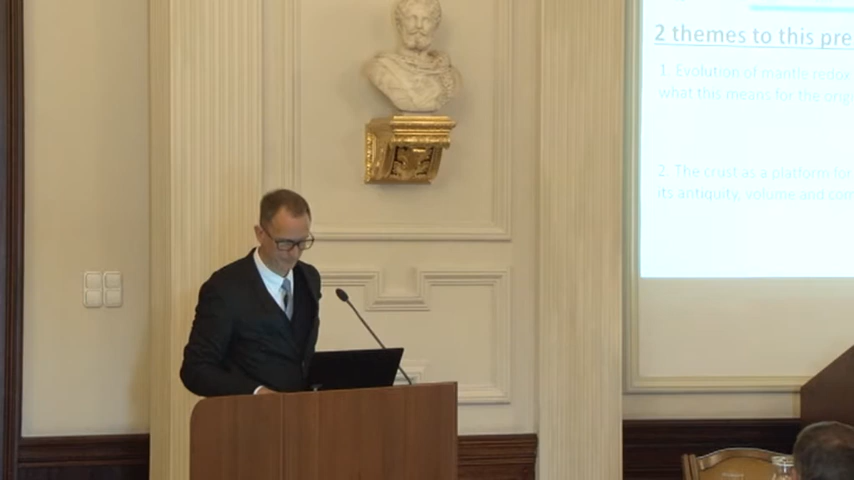 2 themes to this pre
1. Evolution of mantle redox
what this means for the orig
2. The crust as a platform for
its antiquity, volume and com